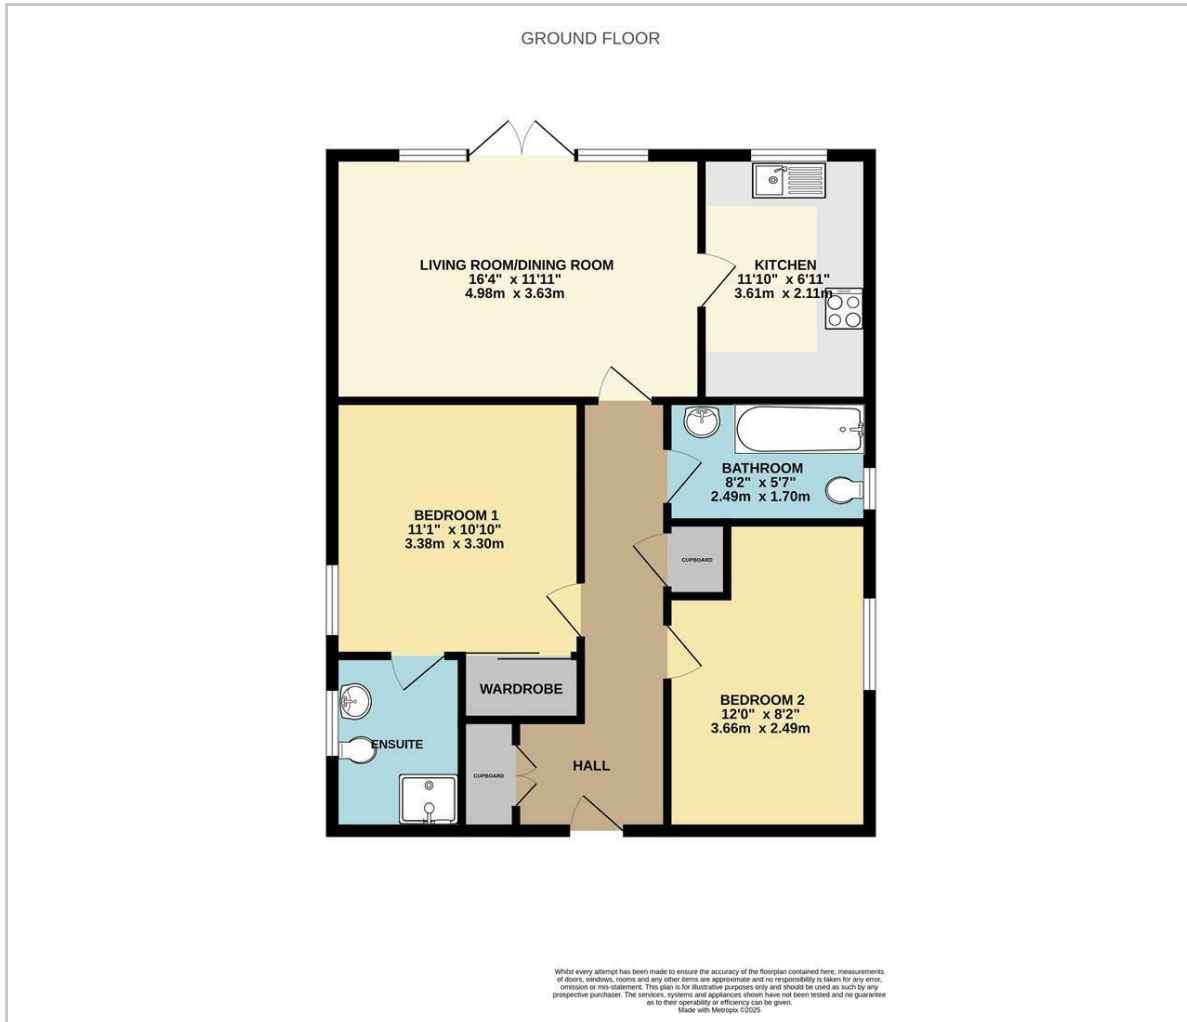 GROUND FLOOR
LIVING ROOM/DINING ROOM
16'4" x 11'11"
4.98m x 3.63m
KITCHEN
11'10" x 6'11"
3.61m x 2.11m
BATHROOM
8'2" x 5'7"
2.49m x 1.70m
BEDROOM 1
11'1" x 10'10"
3.38m x 3.30m
CUPBOARD
WARDROBE
BEDROOM 2
12'0" x 8'2"
3.66m x 2.49m
ENSUITE
CUPBOARD
HALL
Whilst every attempt has been made to ensure the accuracy of the floorplan contained here, measurements
of doors, windows, rooms and any other items are approximate and no responsibility is taken for any error,
omission or mis-statement. This plan is for illustrative purposes only and should be used as such by any
prospective purchaser. The services, systems and appliances shown have not been tested and no guarantee
as to their operability or efficiency can be given.
Made with Metropix ©2025